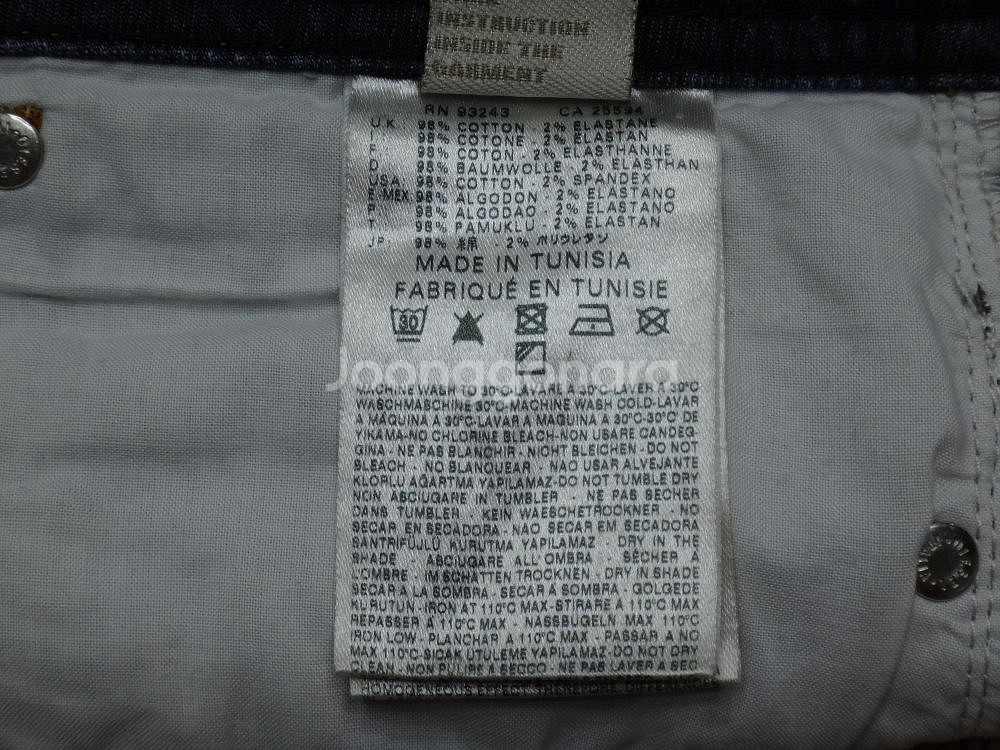 INSTRUCTION
INSIDE THE
GARMENT
RN 93243 CA 25594
U.K. 98% COTTON - 2% ELASTANE
I. 98% COTONE - 2% ELASTAN
F. 98% COTON - 2% ELASTHANNE
D. 98% BAUMWOLLE - 2% ELASTHAN
USA. 98% COTTON - 2% SPANDEX
E-MEX. 98% ALGODON - 2% ELASTANO
P. 98% ALGODAO - 2% ELASTANO
T. 98% PAMUKLU - 2% ELASTAN
JP. 98% 綿 - 2% ポリウレタン
MADE IN TUNISIA
FABRIQUÉ EN TUNISIE
30
Joonggonara
MACHINE WASH TO 30°C-LAVARE A 30°C-LAVER A 30°C
WASCHMASCHINE 30°C-MACHINE WASH COLD-LAVAR
A MAQUINA A 30°C-LAVAR A MAQUINA A 30°C-30°C DE
YIKAMA-NO CHLORINE BLEACH-NON USARE CANDEG-
GINA - NE PAS BLANCHIR - NICHT BLEICHEN - DO NOT
BLEACH - NO BLANQUEAR - NAO USAR ALVEJANTE
KLORLU AGARTMA YAPILAMAZ-DO NOT TUMBLE DRY
NON ASCIUGARE IN TUMBLER - NE PAS SECHER
DANS TUMBLER - KEIN WAESCHETROCKNER - NO
SECAR EN SECADORA - NAO SECAR EM SECADORA
SANTRIFÜJLÜ KURUTMA YAPILAMAZ - DRY IN THE
SHADE - ASCIUGARE ALL'OMBRA - SÉCHER A
L'OMBRE - IM SCHATTEN TROCKNEN - DRY IN SHADE
SECAR A LA SOMBRA - SECAR A SOMBRA - GÖLGEDE
KURUTUN-IRON AT 110°C MAX-STIRARE A 110°C MAX
REPASSER A 110°C MAX - NASSBUGELN MAX 110°C
IRON LOW - PLANCHAR A 110°C MAX - PASSAR A NO
MAX 110°C-SICAK UTULEME YAPILAMAZ-DO NOT DRY
CLEAN - NON PULIRE A SECCO - NE PAS LAVER A SEC
HOMOGENEOUS EFFECT THEREFORE DIFFERENCE